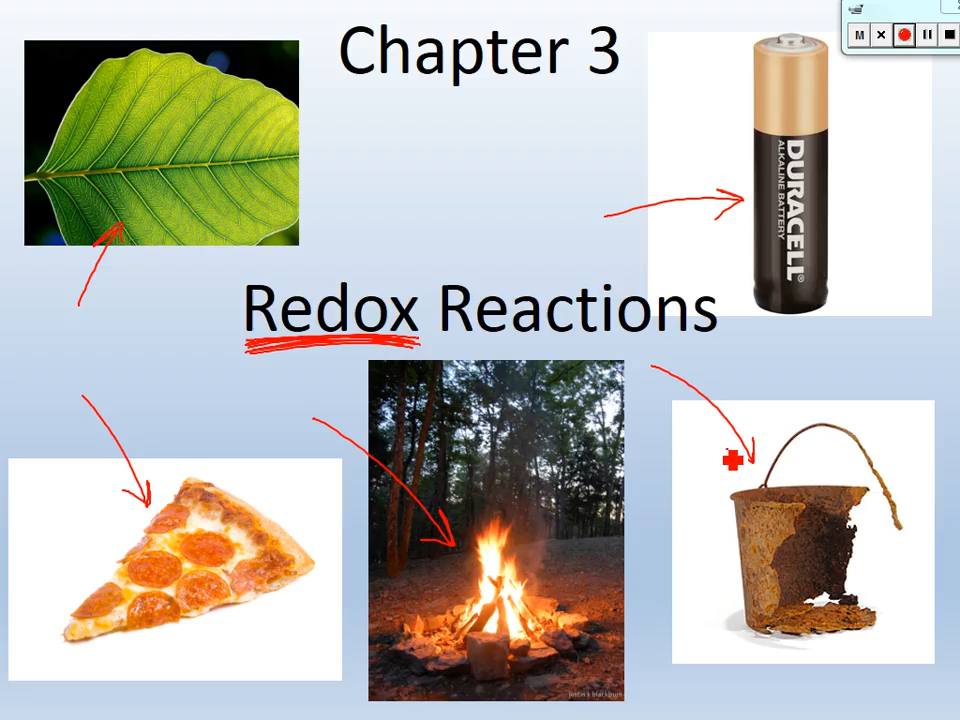 Chapter 3
M
DURACELL®
ALKALINE BATTERY
Redox Reactions